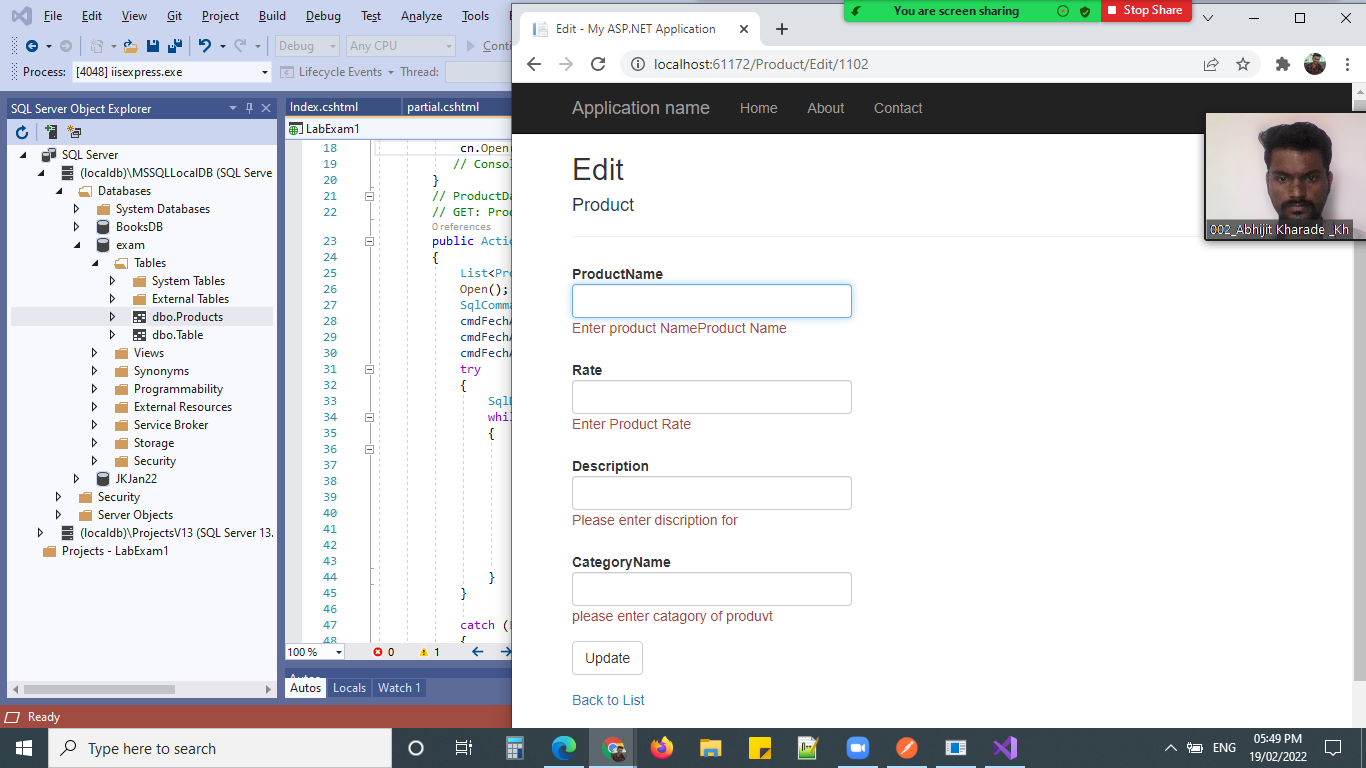 File Edit View Git Project Build Debug Test Analyze Tools
Debug Any CPU Conti
Process: [4048] iisexpress.exe Lifecycle Events Thread:
SQL Server Object Explorer
SQL Server
(localdb)\MSSQLLocalDB (SQL Serve
Databases
System Databases
BooksDB
exam
Tables
System Tables
External Tables
dbo.Products
dbo.Table
Views
Synonyms
Programmability
External Resources
Service Broker
Storage
Security
JKJan22
Security
Server Objects
(localdb)\ProjectsV13 (SQL Server 13.
Projects - LabExam1
Index.cshtml partial.cshtml
LabExam1
18 cn.Open(
19 // Conso
20 }
21 // ProductDa
22 // GET: Prod
0 references
23 public Actio
24 {
25 List<Pro
26 Open();
27 SqlComma
28 cmdFechA
29 cmdFechA
30 cmdFechA
31 try
32 {
33 SqlD
34 whil
35 {
36
37
38
39
40
41
42
43
44 }
45 }
46
47 catch (
48 {
100 % 0 1
Autos
Autos Locals Watch 1
Ready
You are screen sharing Stop Share
Edit - My ASP.NET Application
localhost:61172/Product/Edit/1102
Application name Home About Contact
002_Abhijit Kharade _Kh
Edit
Product
ProductName
Enter product NameProduct Name
Rate
Enter Product Rate
Description
Please enter discription for
CategoryName
please enter catagory of produvt
Update
Back to List
Type here to search
ENG
05:49 PM
19/02/2022